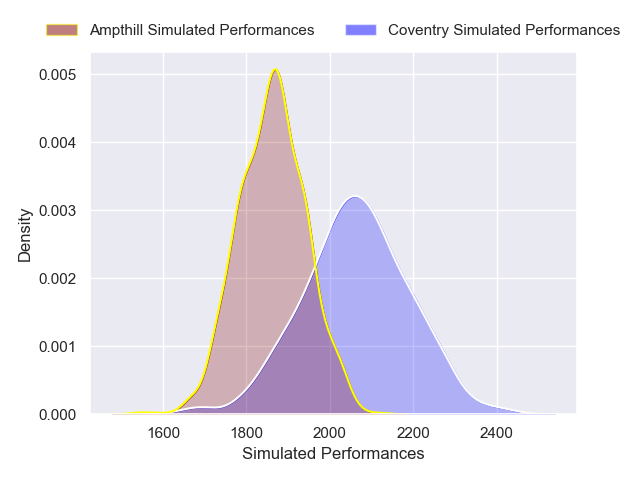 Ampthill Simulated Performances Coventry Simulated Performances
0.005
0.004
0.003
0.002
0.001
0.000
Density
1600 1800 2000 2200 2400
Simulated Performances